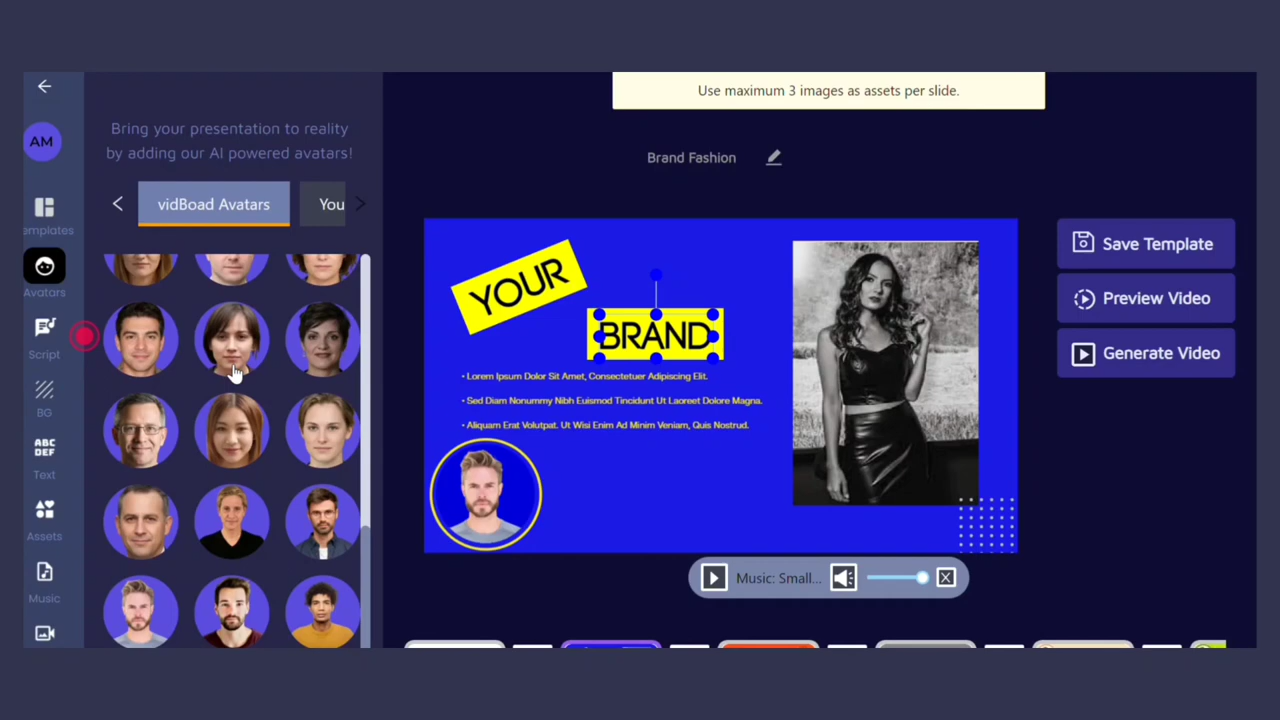 Use maximum 3 images as assets per slide.
AM
Bring your presentation to reality
by adding our AI powered avatars!
vidBoad Avatars
You
emplates
Avatars
Script
BG
ABC
DEF
Text
Assets
Music
Brand Fashion
YOUR
BRAND
• Lorem Ipsum Dolor Sit Amet, Consectetuer Adipiscing Elit.
• Sed Diam Nonummy Nibh Euismod Tincidunt Ut Laoreet Dolore Magna.
• Aliquam Erat Volutpat. Ut Wisi Enim Ad Minim Veniam, Quis Nostrud.
Save Template
Preview Video
Generate Video
Music: Small...